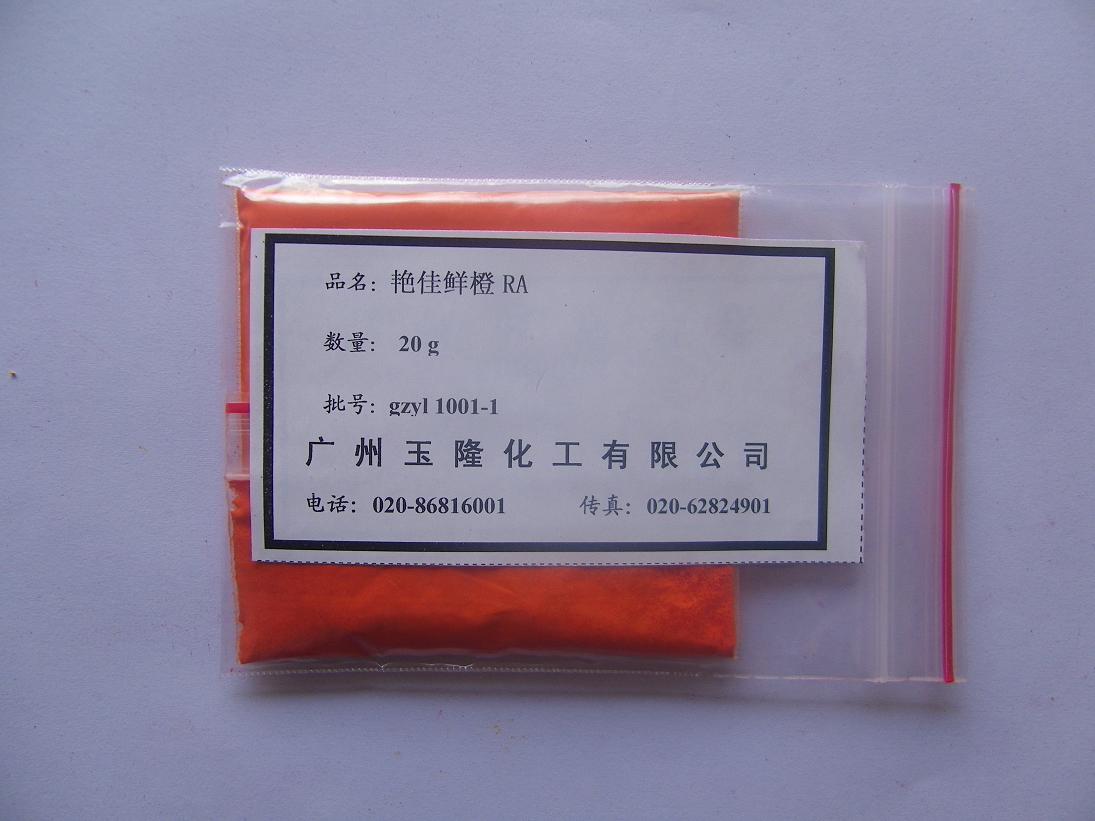 品名：艳佳鲜橙 RA
数量： 20 g
批号：gzyl 1001-1
广州玉隆化工有限公司
电话：020-86816001 传真：020-62824901